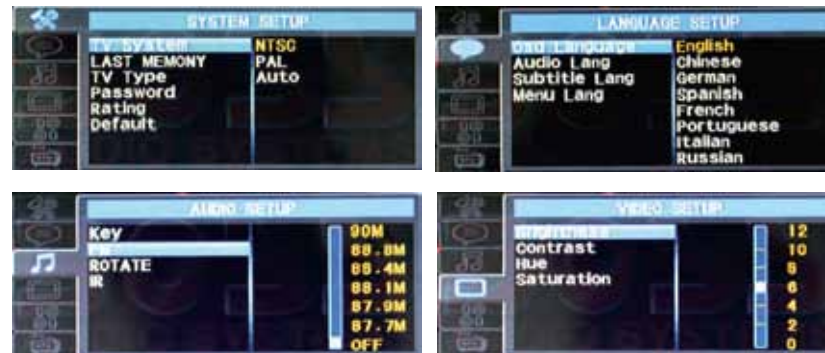 SYSTEM SETUP
TV System NTSC
LAST MEMONY PAL
TV Type Auto
Password
Rating
Default
LANGUAGE SETUP
Osd Language English
Audio Lang Chinese
Subtitle Lang German
Menu Lang Spanish
French
Portuguese
Italian
Russian
AUDIO SETUP
Key 90M
88.8M
ROTATE 88.4M
IR 88.1M
87.9M
87.7M
OFF
VIDEO SETUP
Brightness 12
Contrast 10
Hue 8
Saturation 6
4
2
0